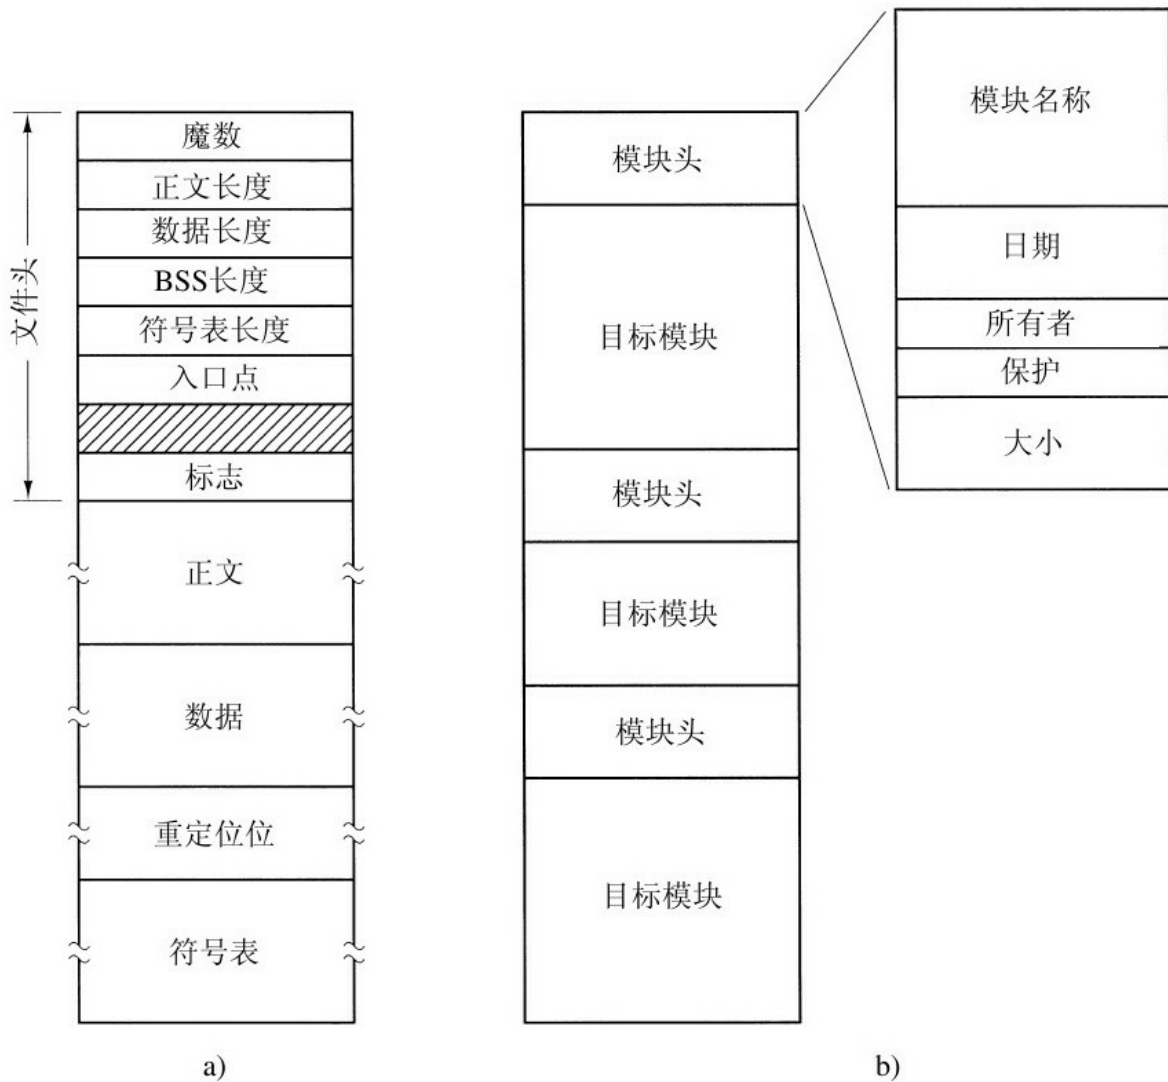 文件头
魔数
正文长度
数据长度
BSS长度
符号表长度
入口点
标志
正文
数据
重定位位
符号表
a)
模块头
目标模块
模块头
目标模块
模块头
目标模块
模块名称
日期
所有者
保护
大小
b)